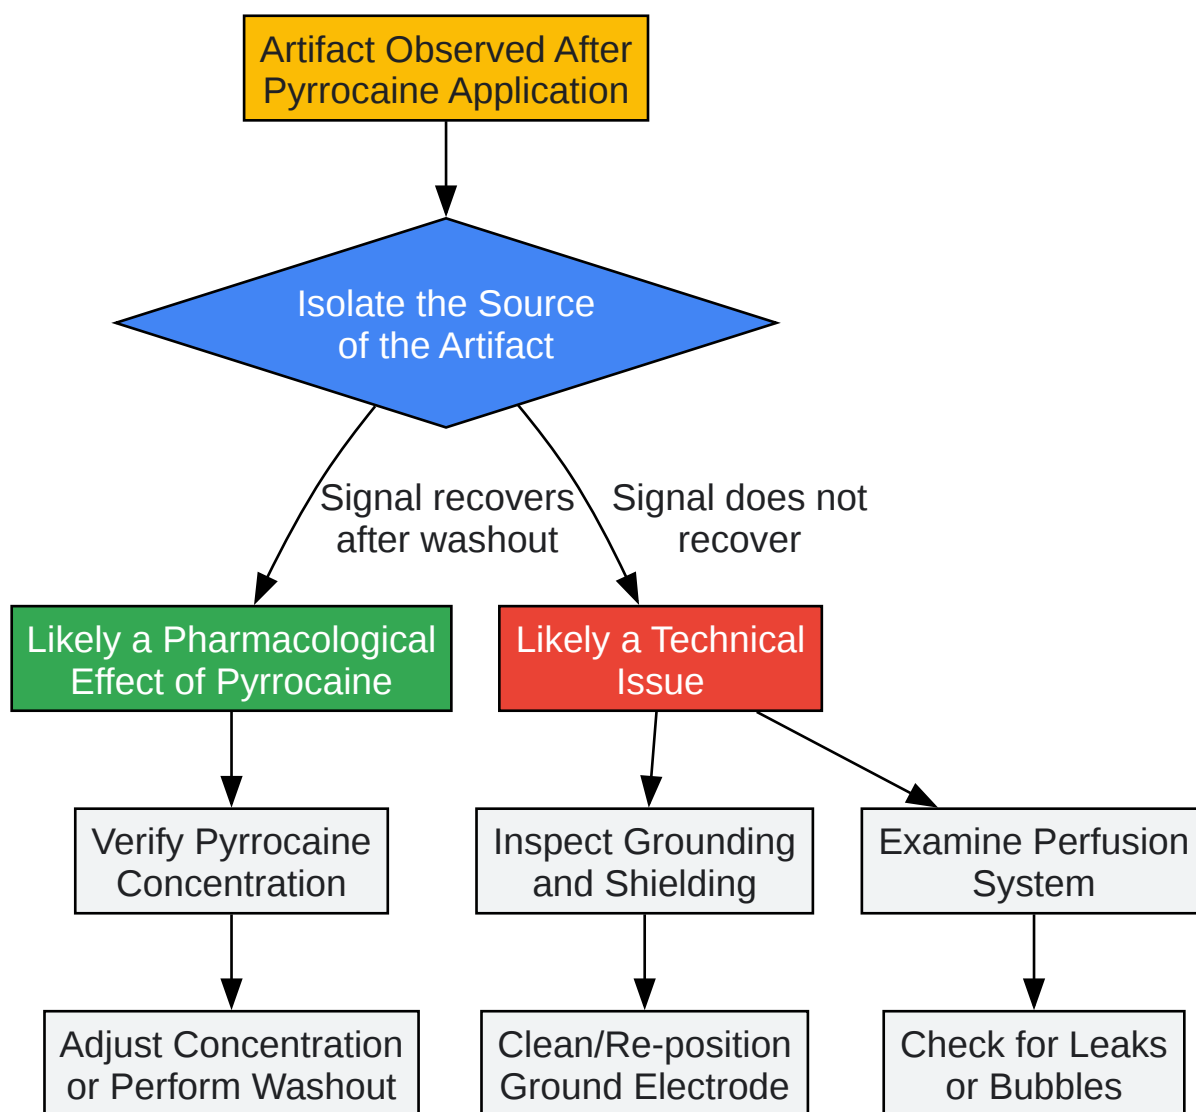 Artifact Observed After
Pyrrocaine Application
Isolate the Source
of the Artifact
Signal recovers
after washout
Signal does not
recover
Likely a Pharmacological
Effect of Pyrrocaine
Likely a Technical
Issue
Verify Pyrrocaine
Concentration
Inspect Grounding
and Shielding
Examine Perfusion
System
Adjust Concentration
or Perform Washout
Clean/Re-position
Ground Electrode
Check for Leaks
or Bubbles